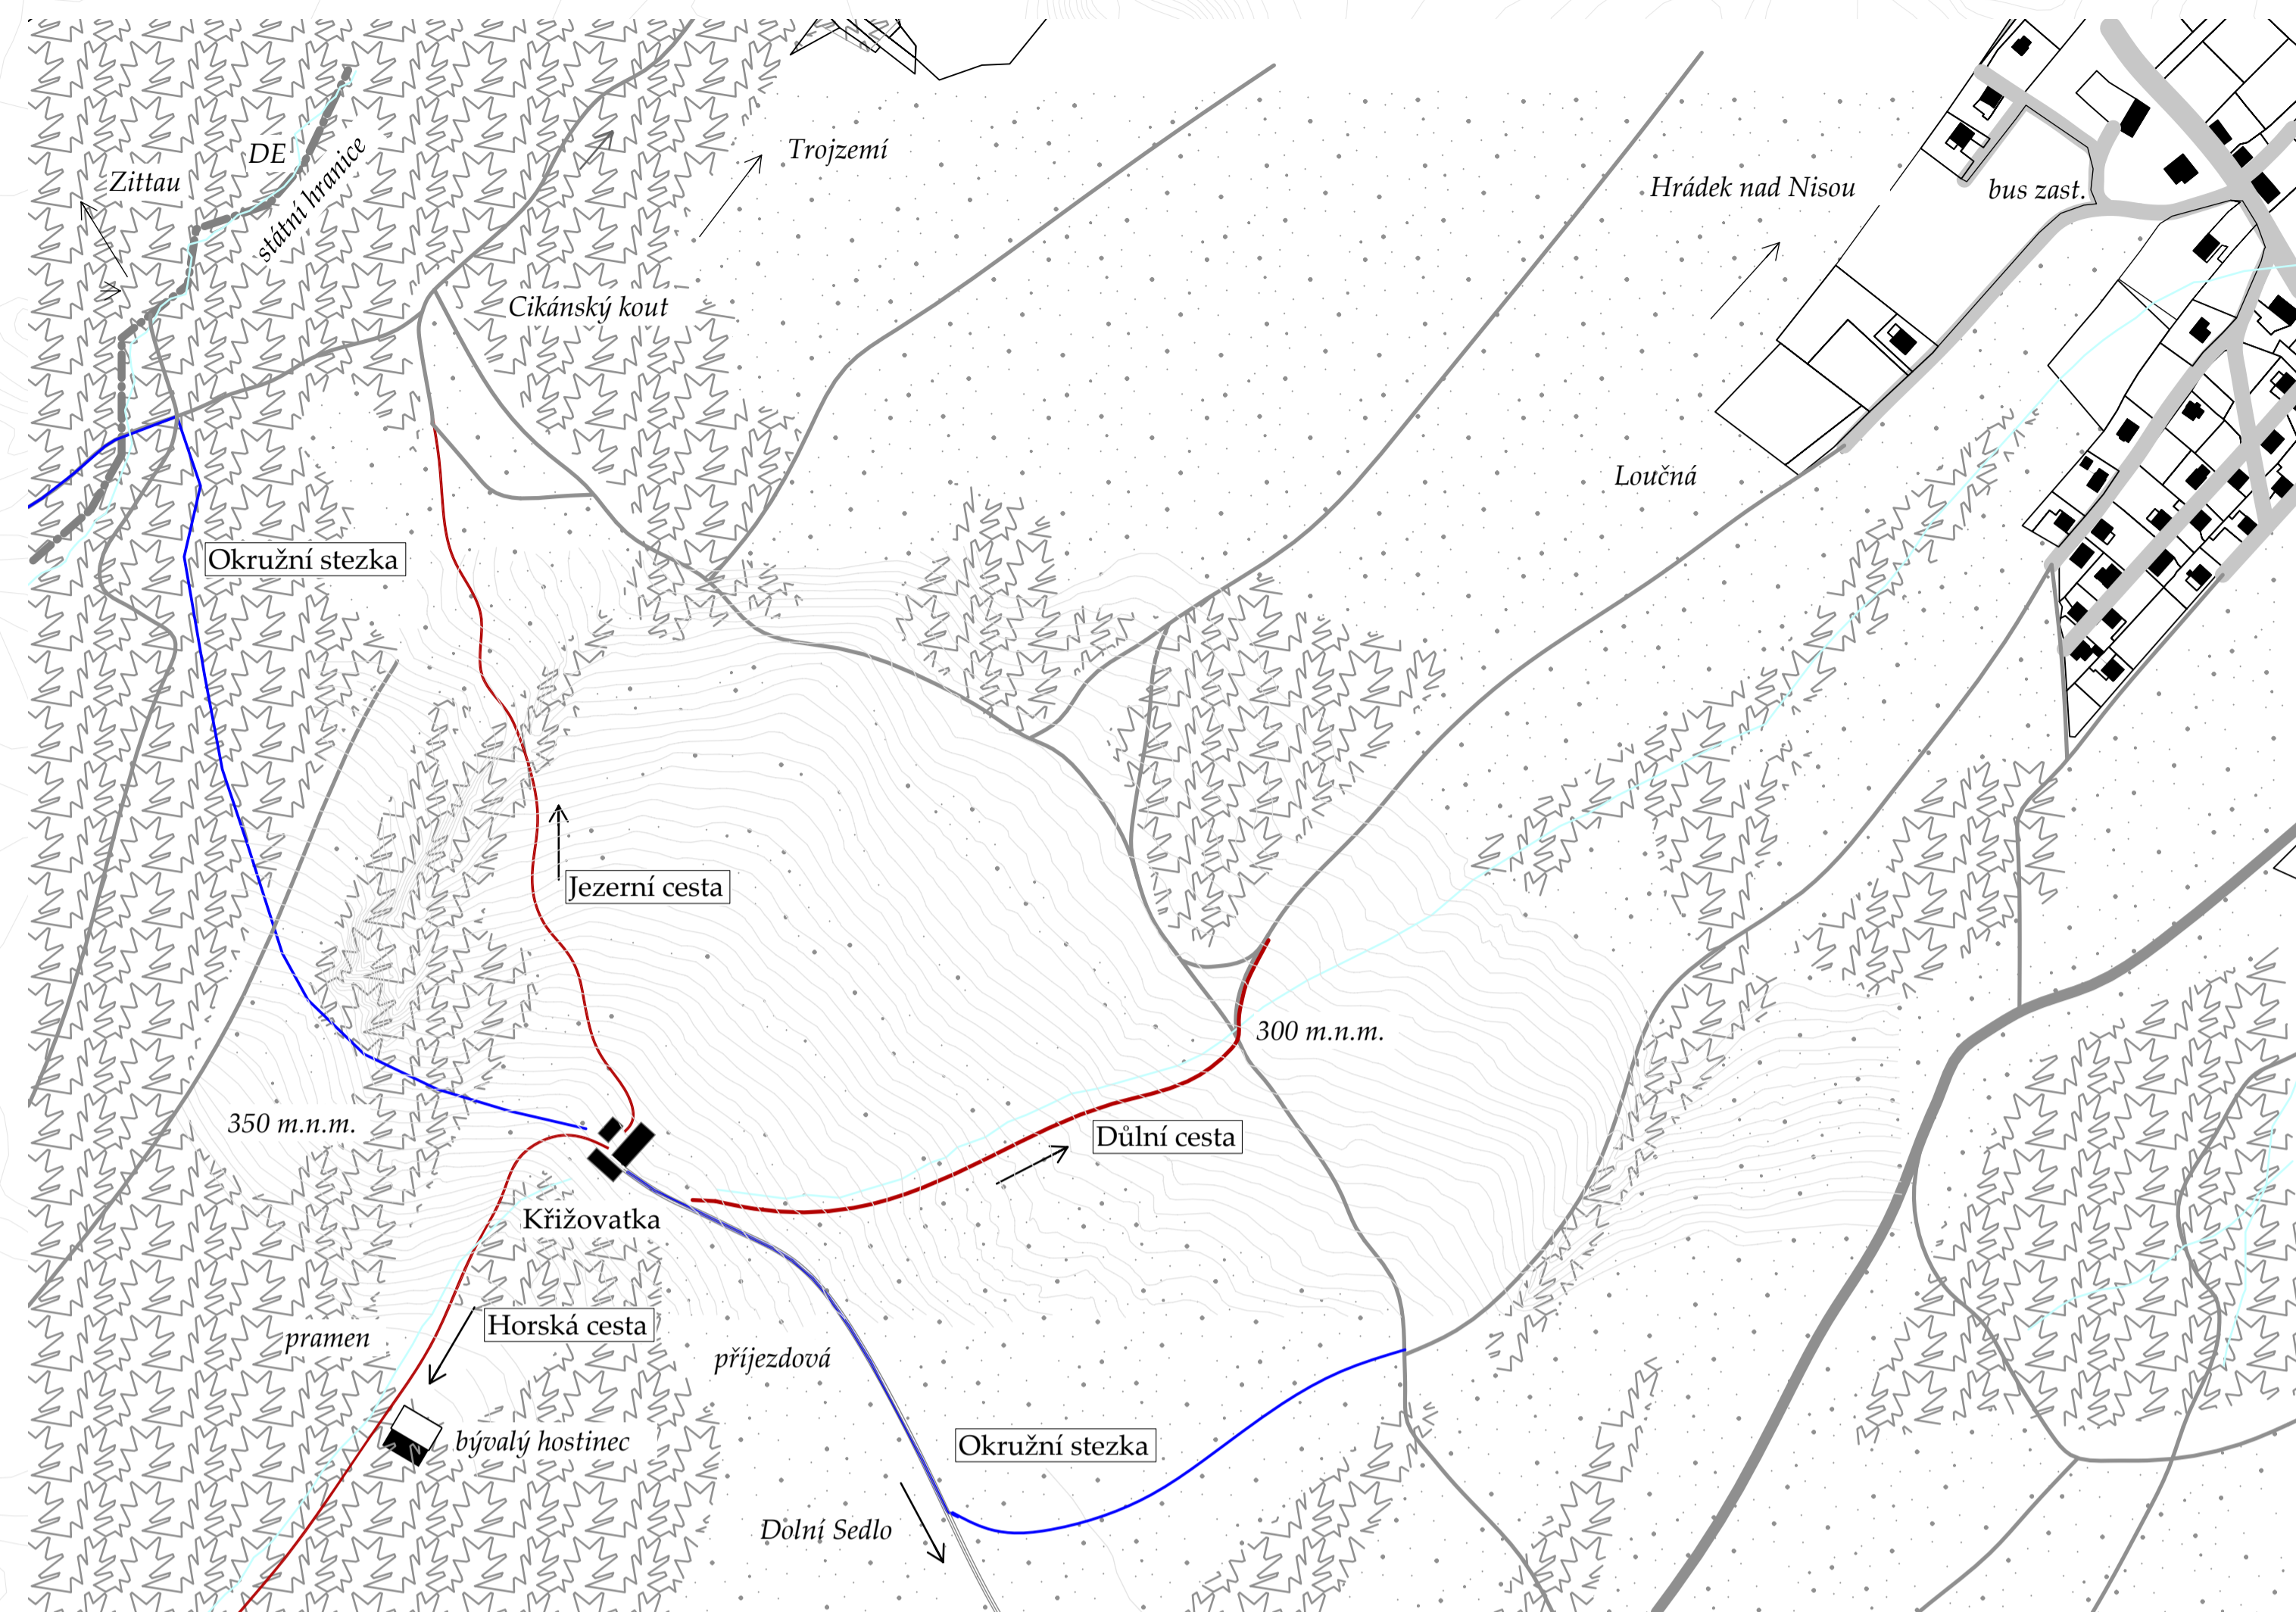 Trojzemí
DE
Zittau
státní hranice
Hrádek nad Nisou
bus zast.
Cikánský kout
Loučná
Okružní stezka
Jezerní cesta
300 m.n.m.
350 m.n.m.
Důlní cesta
Křižovatka
Horská cesta
pramen
příjezdová
bývalý hostinec
Okružní stezka
Dolní Sedlo